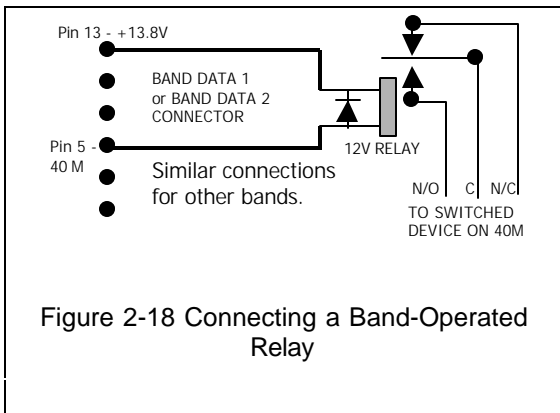 Pin 13 - +13.8V
BAND DATA 1
or BAND DATA 2
CONNECTOR
Pin 5 -
40 M
12V RELAY
Similar connections
for other bands.
N/O C N/C
TO SWITCHED
DEVICE ON 40M
Figure 2-18 Connecting a Band-Operated
Relay